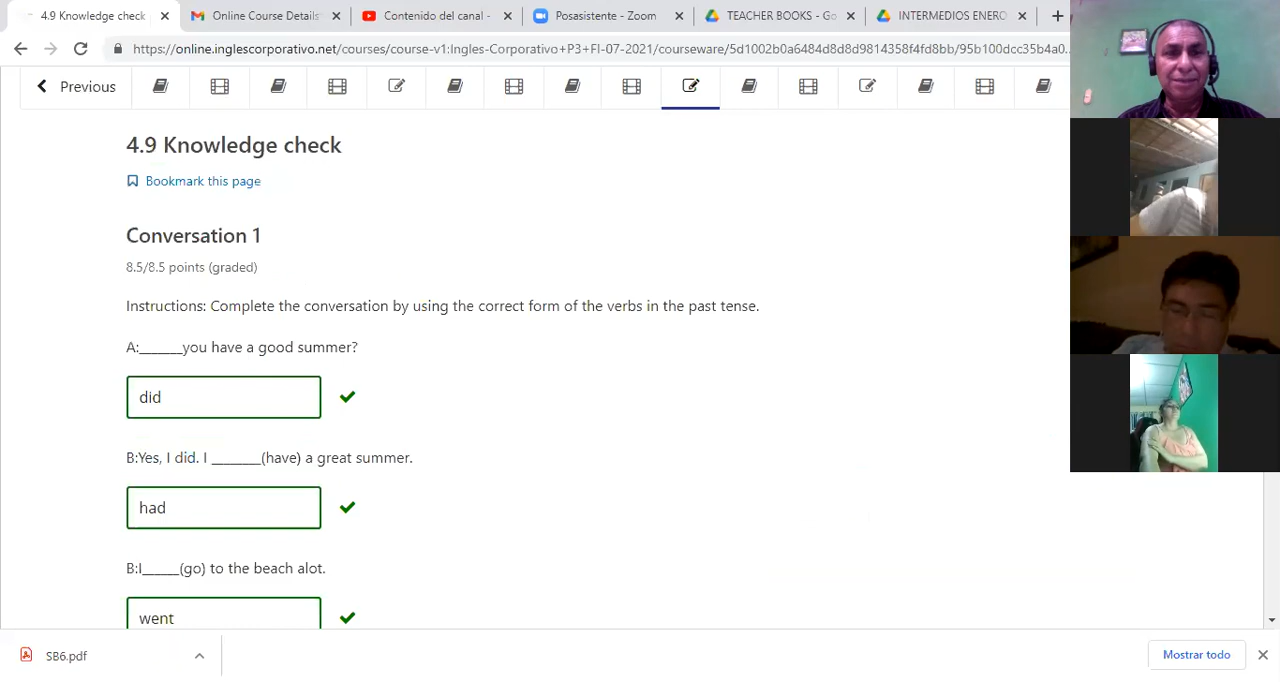 4.9 Knowledge check
Online Course Details"
Contenido del canal -
Posasistente - Zoom
TEACHER BOOKS - Go
INTERMEDIOS ENERO
https://online.inglescorporativo.net/courses/course-v1:Ingles-Corporativo+P3+FI-07-2021/courseware/5d1002b0a6484d8d8d9814358f4fd8bb/95b100dcc35b4a0...
Previous
4.9 Knowledge check
Bookmark this page
Conversation 1
8.5/8.5 points (graded)
Instructions: Complete the conversation by using the correct form of the verbs in the past tense.
A:______you have a good summer?
did
B:Yes, I did. I _______(have) a great summer.
had
B:I_____(go) to the beach alot.
went
SB6.pdf
Mostrar todo